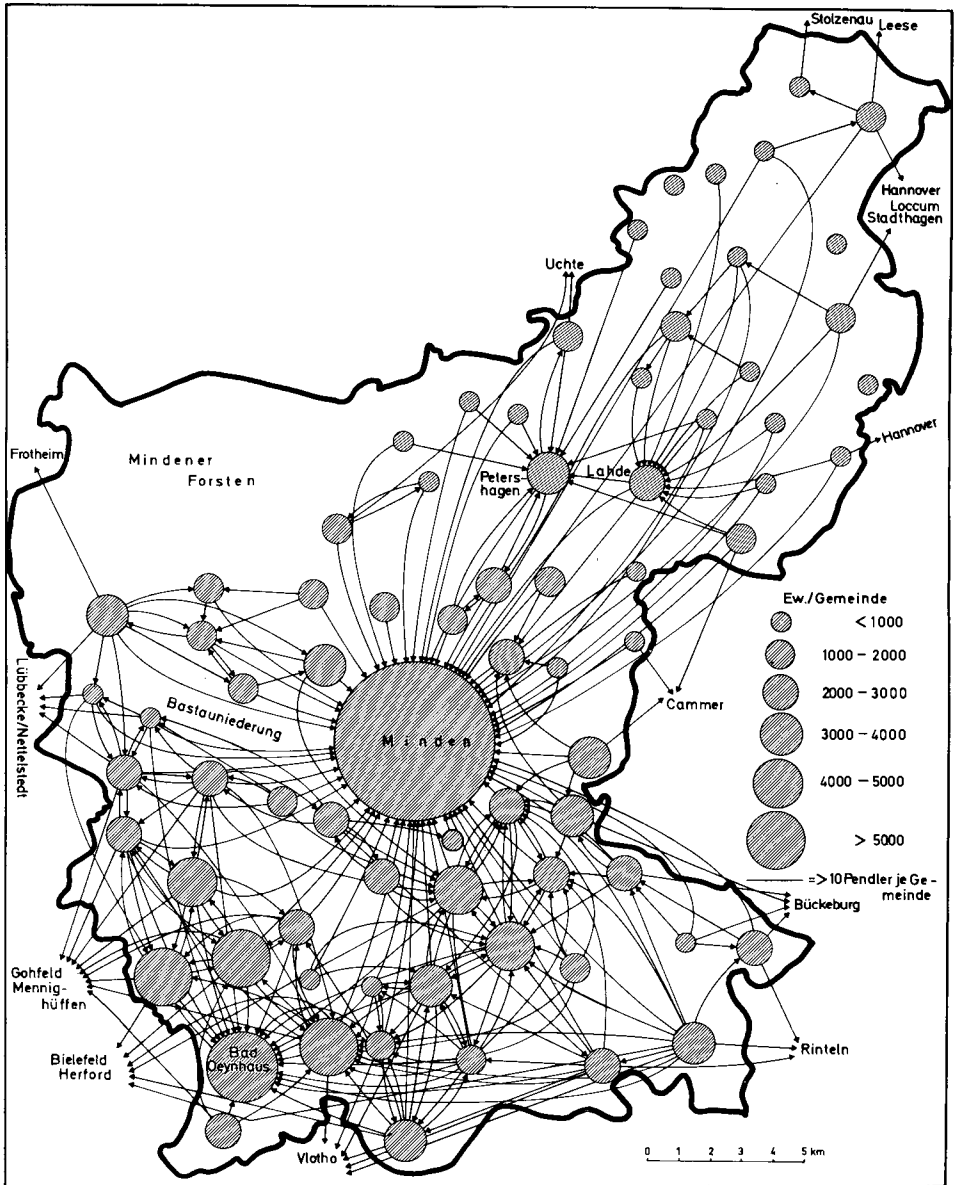 Stolzenau
Leese
Hannover
Loccum
Stadthagen
Uchte
Hannover
Frotheim
Mindener
Forsten
Peters-
hagen
Lahde
Ew./Gemeinde
< 1000
1000 – 2000
2000 – 3000
3000 – 4000
4000 – 5000
> 5000
= > 10 Pendler je Ge-
meinde
Lübbecke/Nettelstedt
Bastauniederung
Minden
Cammer
Bückeburg
Gohfeld
Mennig-
hüffen
Bielefeld
Herford
Bad
Oeynhaus.
Rinteln
Vlotho
0 1 2 3 4 5 km